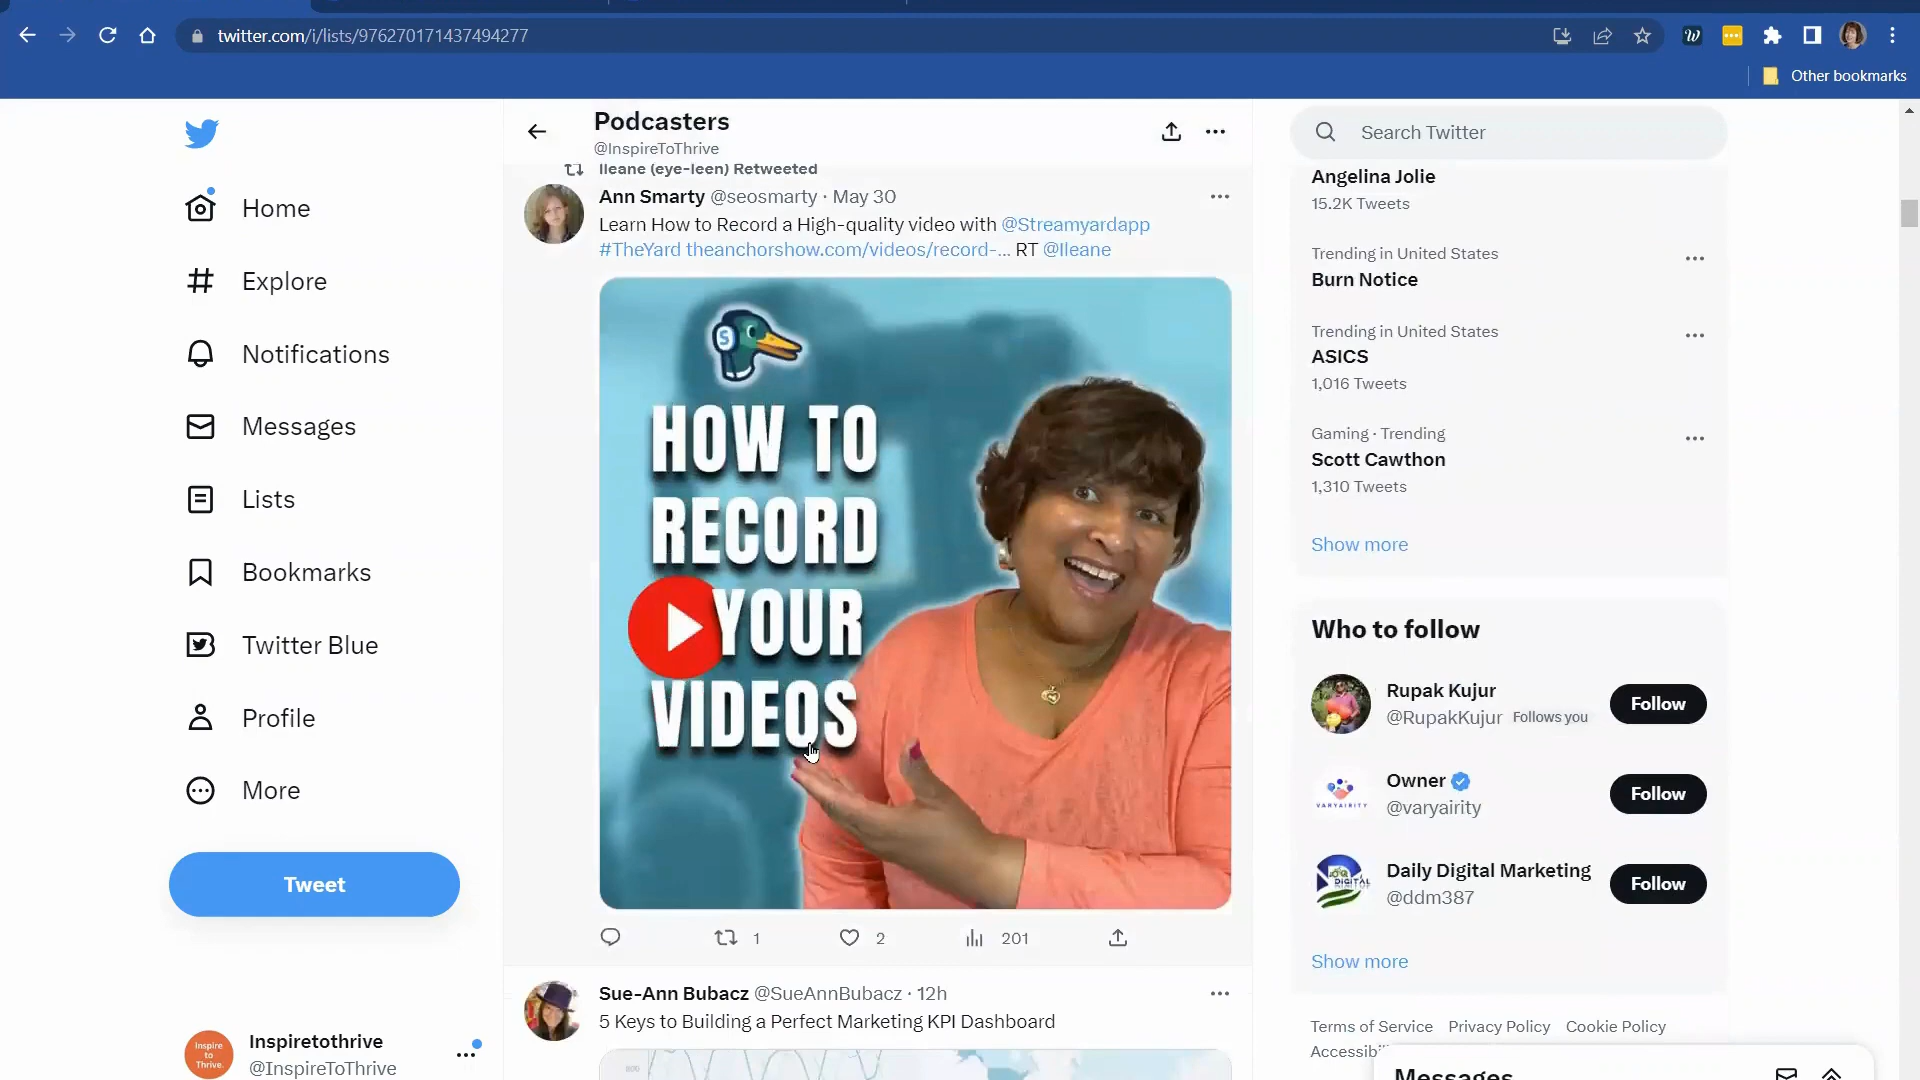 twitter.com/i/lists/976270171437494277
Other bookmarks
Home
Explore
Notifications
Messages
Lists
Bookmarks
Twitter Blue
Profile
More
Tweet
Inspire
to
Thrive.
Inspiretothrive
@InspireToThrive
Podcasters
@InspireToThrive
Ileane (eye-leen) Retweeted
Ann Smarty @seosmarty · May 30
Learn How to Record a High-quality video with @Streamyardapp
#TheYard theanchorshow.com/videos/record-... RT @Ileane
S
HOW TO
RECORD
YOUR
VIDEOS
1 2 201
Sue-Ann Bubacz @SueAnnBubacz · 12h
5 Keys to Building a Perfect Marketing KPI Dashboard
Search Twitter
Angelina Jolie
15.2K Tweets
Trending in United States
Burn Notice
Trending in United States
ASICS
1,016 Tweets
Gaming · Trending
Scott Cawthon
1,310 Tweets
Show more
Who to follow
Rupak Kujur
@RupakKujur Follows you
Follow
VARYAIRITY
Owner
@varyairity
Follow
DIGITAL
Daily Digital Marketing
@ddm387
Follow
Show more
Terms of Service Privacy Policy Cookie Policy
Messages